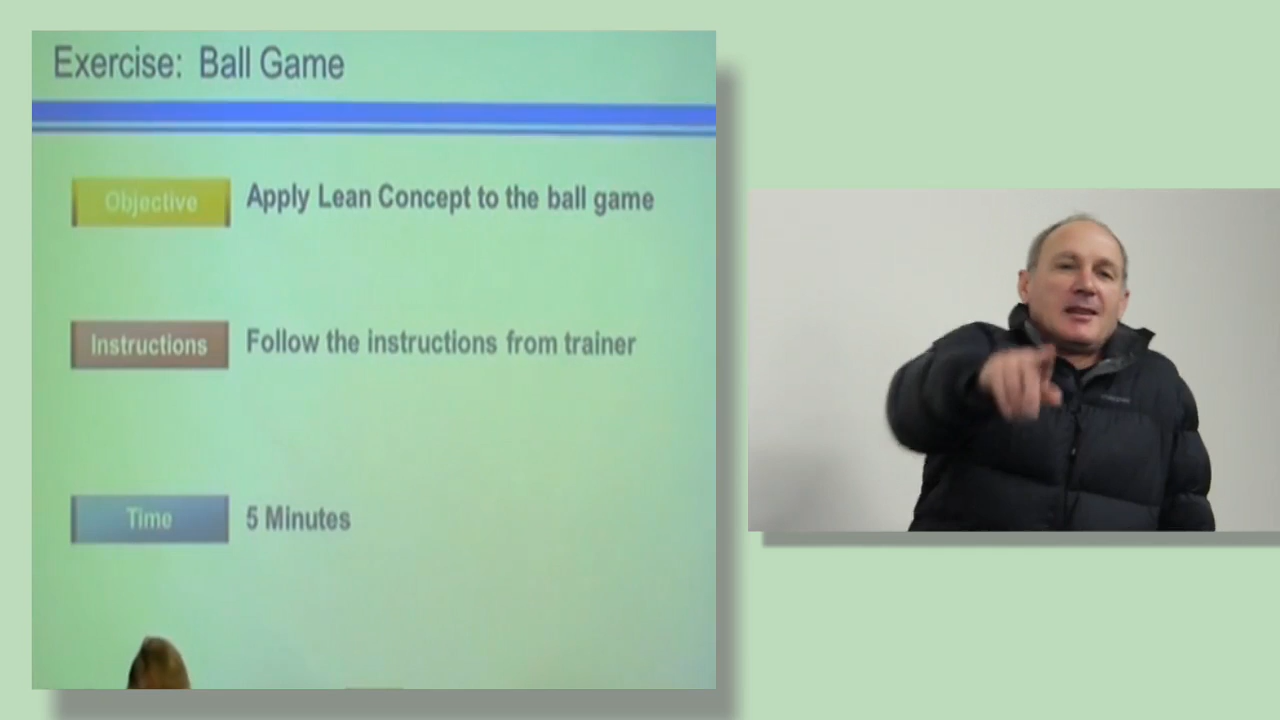 Exercise: Ball Game
Objective
Apply Lean Concept to the ball game
Instructions
Follow the instructions from trainer
Time
5 Minutes